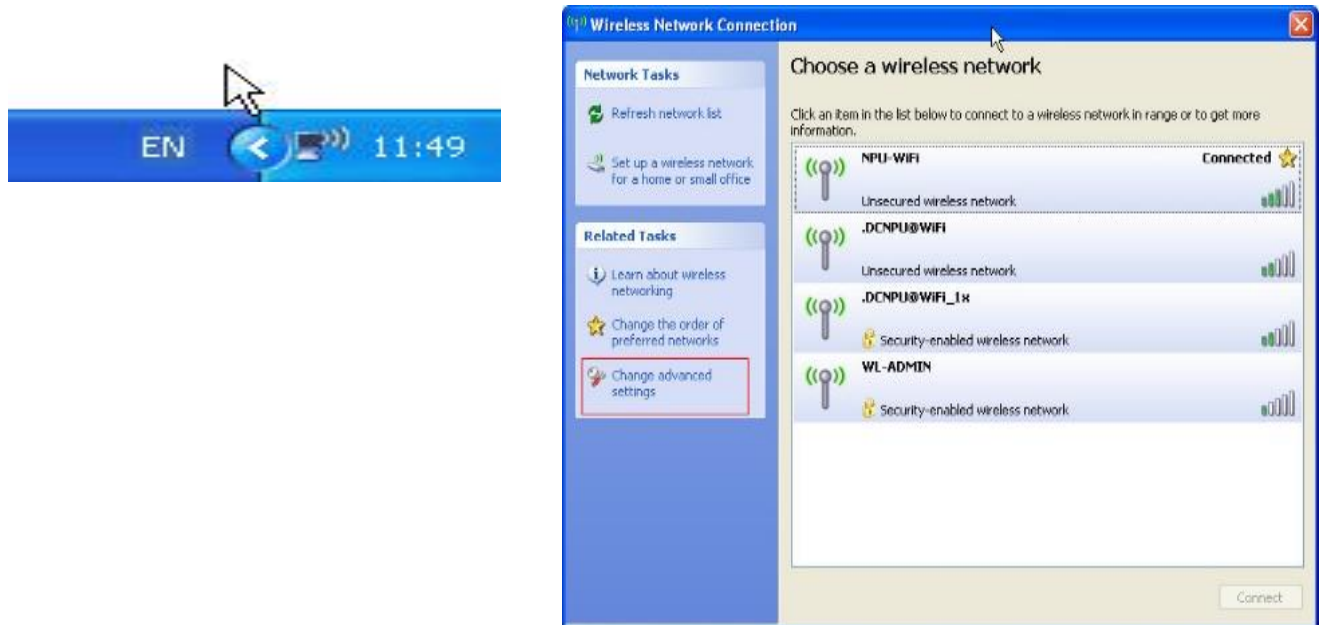 EN
11:49
Wireless Network Connection
Network Tasks
Refresh network list
Set up a wireless network
for a home or small office
Related Tasks
Learn about wireless
networking
Change the order of
preferred networks
Change advanced
settings
Choose a wireless network
Click an item in the list below to connect to a wireless network in range or to get more
information.
NPU-WiFi
Connected
Unsecured wireless network
.DCNPU@WiFi
Unsecured wireless network
.DCNPU@WiFi_1x
Security-enabled wireless network
WL-ADMIN
Security-enabled wireless network
Connect